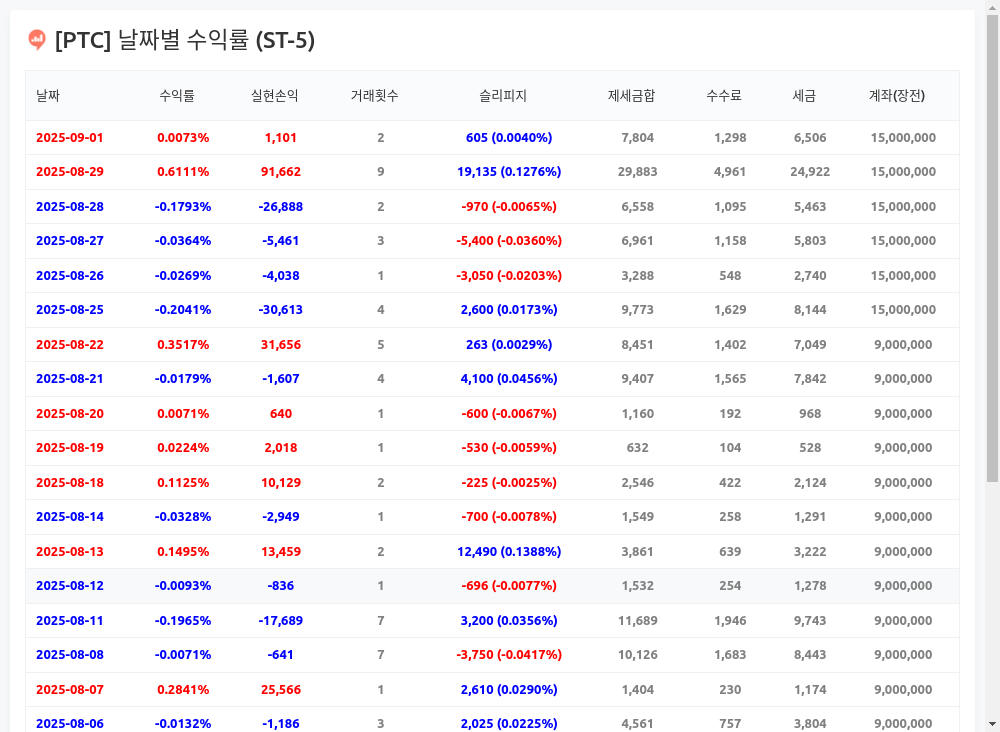 [PTC] 날짜별 수익률 (ST-5)
날짜 수익률 실현손익 거래횟수 슬리피지 제세금합 수수료 세금 계좌(장전)
2025-09-01 0.0073% 1,101 2 605 (0.0040%) 7,804 1,298 6,506 15,000,000
2025-08-29 0.6111% 91,662 9 19,135 (0.1276%) 29,883 4,961 24,922 15,000,000
2025-08-28 -0.1793% -26,888 2 -970 (-0.0065%) 6,558 1,095 5,463 15,000,000
2025-08-27 -0.0364% -5,461 3 -5,400 (-0.0360%) 6,961 1,158 5,803 15,000,000
2025-08-26 -0.0269% -4,038 1 -3,050 (-0.0203%) 3,288 548 2,740 15,000,000
2025-08-25 -0.2041% -30,613 4 2,600 (0.0173%) 9,773 1,629 8,144 15,000,000
2025-08-22 0.3517% 31,656 5 263 (0.0029%) 8,451 1,402 7,049 9,000,000
2025-08-21 -0.0179% -1,607 4 4,100 (0.0456%) 9,407 1,565 7,842 9,000,000
2025-08-20 0.0071% 640 1 -600 (-0.0067%) 1,160 192 968 9,000,000
2025-08-19 0.0224% 2,018 1 -530 (-0.0059%) 632 104 528 9,000,000
2025-08-18 0.1125% 10,129 2 -225 (-0.0025%) 2,546 422 2,124 9,000,000
2025-08-14 -0.0328% -2,949 1 -700 (-0.0078%) 1,549 258 1,291 9,000,000
2025-08-13 0.1495% 13,459 2 12,490 (0.1388%) 3,861 639 3,222 9,000,000
2025-08-12 -0.0093% -836 1 -696 (-0.0077%) 1,532 254 1,278 9,000,000
2025-08-11 -0.1965% -17,689 7 3,200 (0.0356%) 11,689 1,946 9,743 9,000,000
2025-08-08 -0.0071% -641 7 -3,750 (-0.0417%) 10,126 1,683 8,443 9,000,000
2025-08-07 0.2841% 25,566 1 2,610 (0.0290%) 1,404 230 1,174 9,000,000
2025-08-06 -0.0132% -1,186 3 2,025 (0.0225%) 4,561 757 3,804 9,000,000